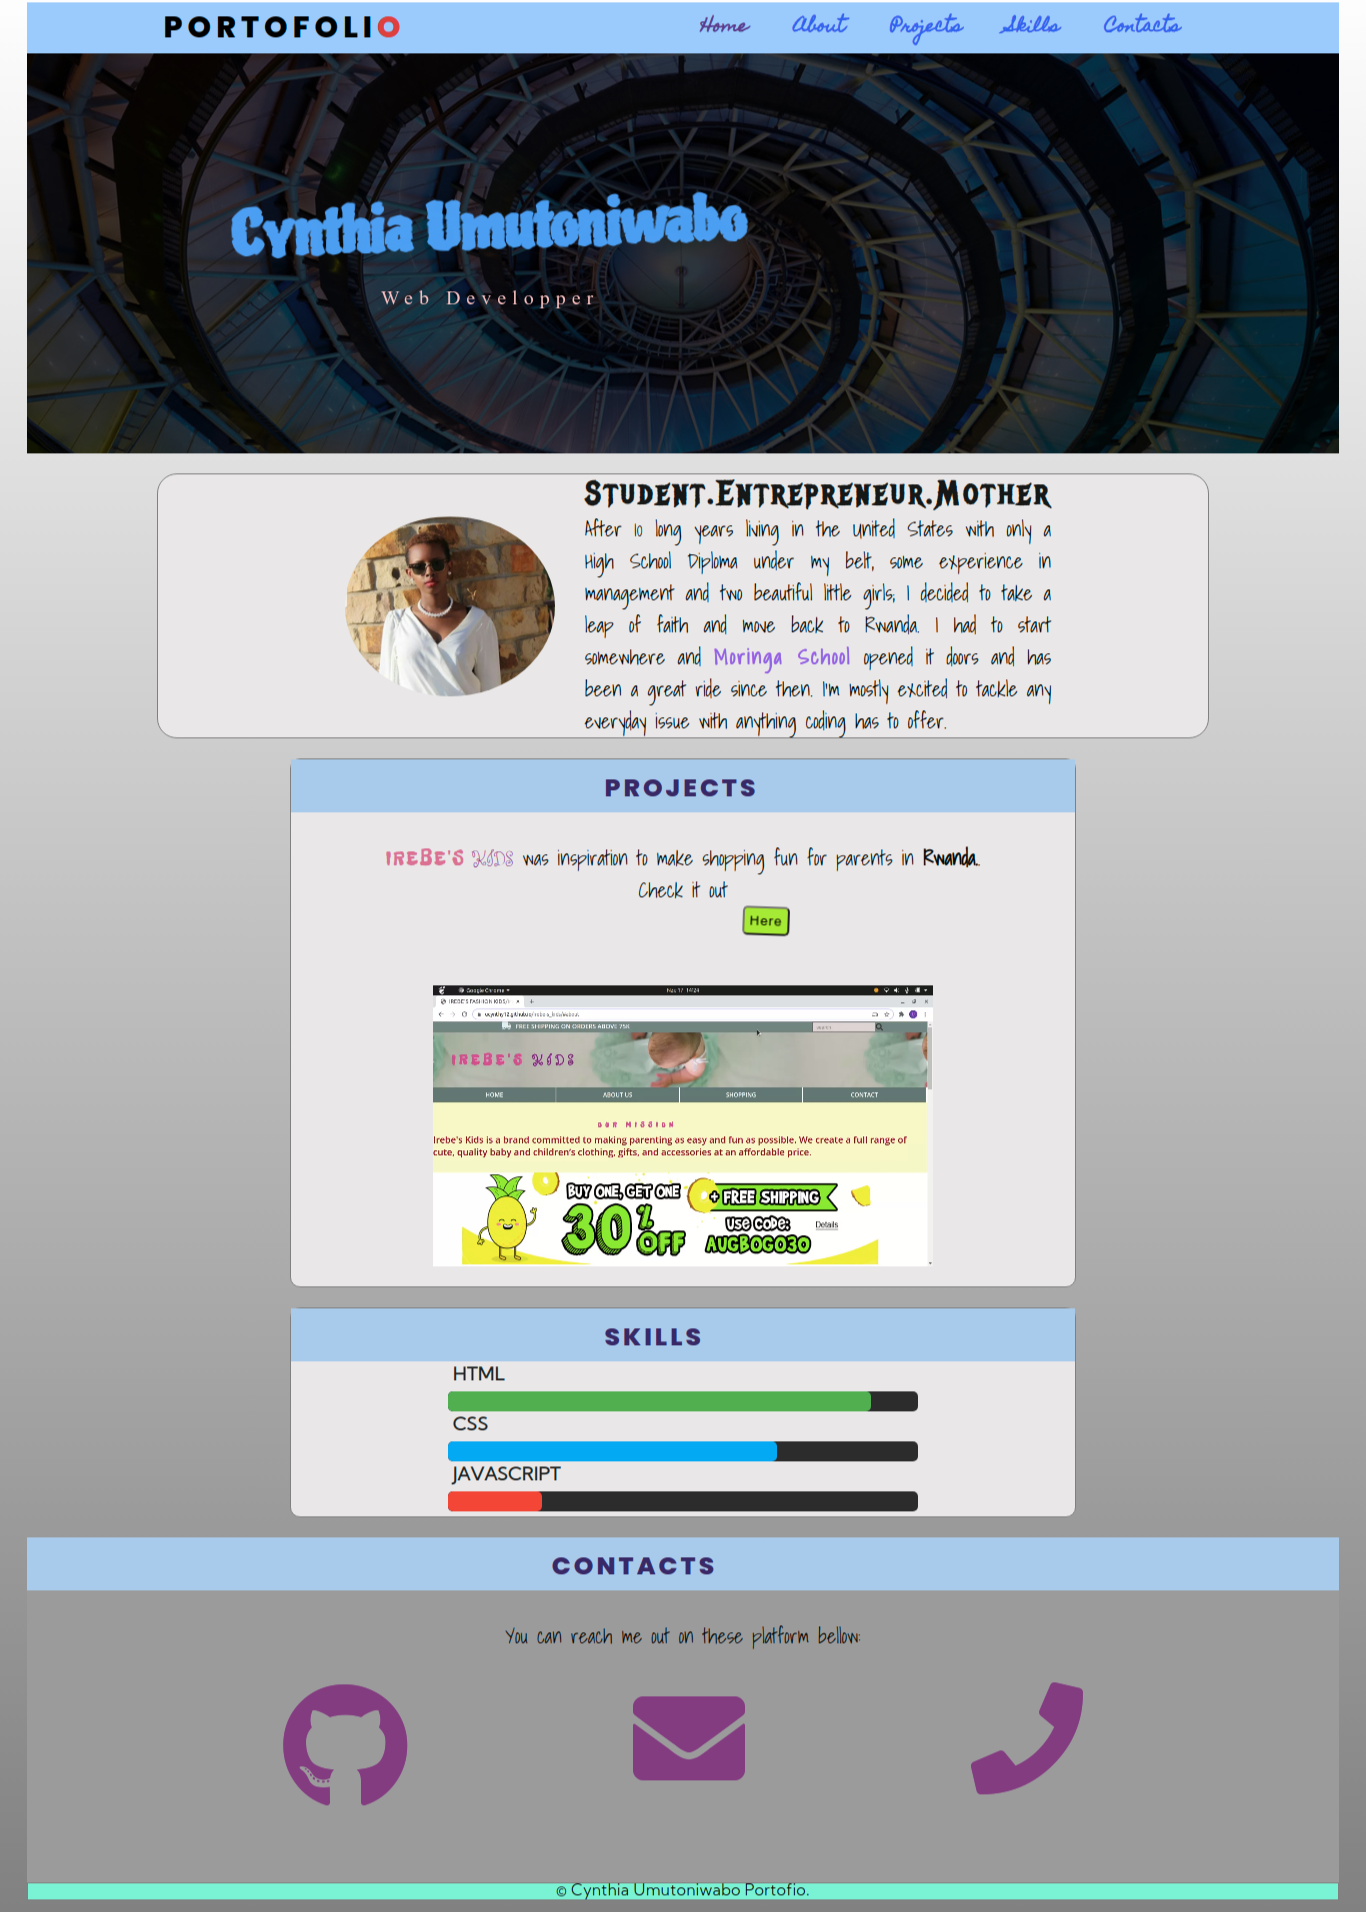 PORTOFOLIO
Home About Projects Skills Contacts
Cynthia Umutoniwabo
Web Developper
Student.Entrepreneur.Mother
After 10 long years living in the United States with only a
High School Diploma under my belt, some experience in
management and two beautiful little girls; I decided to take a
leap of faith and move back to Rwanda. I had to start
somewhere and Moringa School opened it doors and has
been a great ride since then. I'm mostly excited to tackle any
everyday issue with anything coding has to offer.
PROJECTS
IREBE'S KIDS was inspiration to make shopping fun for parents in Rwanda.
Check it out
Here
Google Chrome
IREBE'S FASHION KIDS/
FREE SHIPPING ON ORDERS ABOVE 75K
search
IREBE'S KIDS
HOME ABOUT US SHOPPING CONTACT
OUR MISSION
Irebe's Kids is a brand committed to making parenting as easy and fun as possible. We create a full range of
cute, quality baby and children's clothing, gifts, and accessories at an affordable price.
BUY ONE, GET ONE
30% OFF
+ FREE SHIPPING
USE CODE:
AUGBOGO30
Details
SKILLS
HTML
CSS
JAVASCRIPT
CONTACTS
You can reach me out on these platform bellow:
© Cynthia Umutoniwabo Portofio.